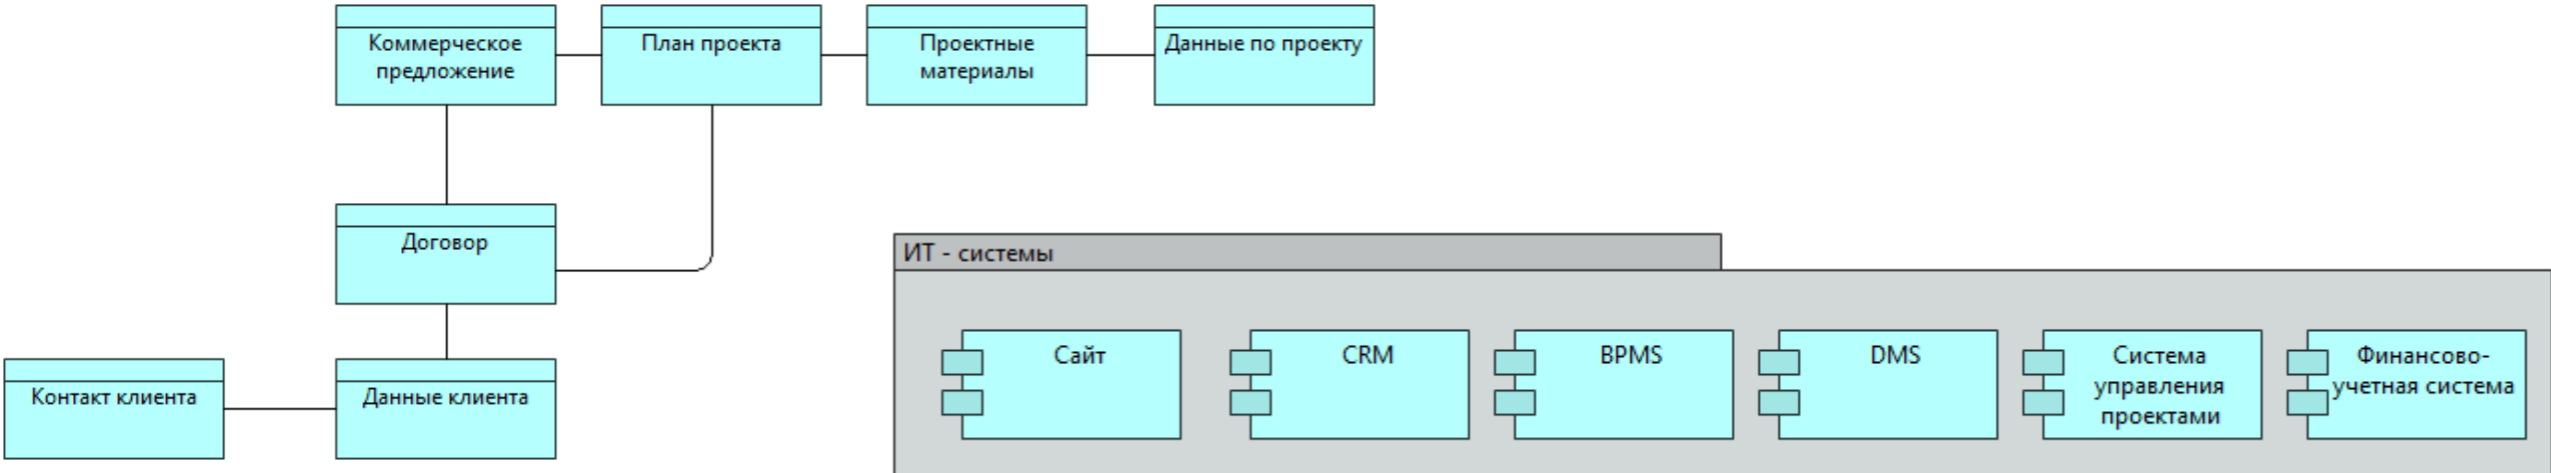 Коммерческое
предложение
План проекта
Проектные
материалы
Данные по проекту
Договор
ИТ - системы
Контакт клиента
Данные клиента
Сайт
CRM
BPMS
DMS
Система
управления
проектами
Финансово-
учетная система